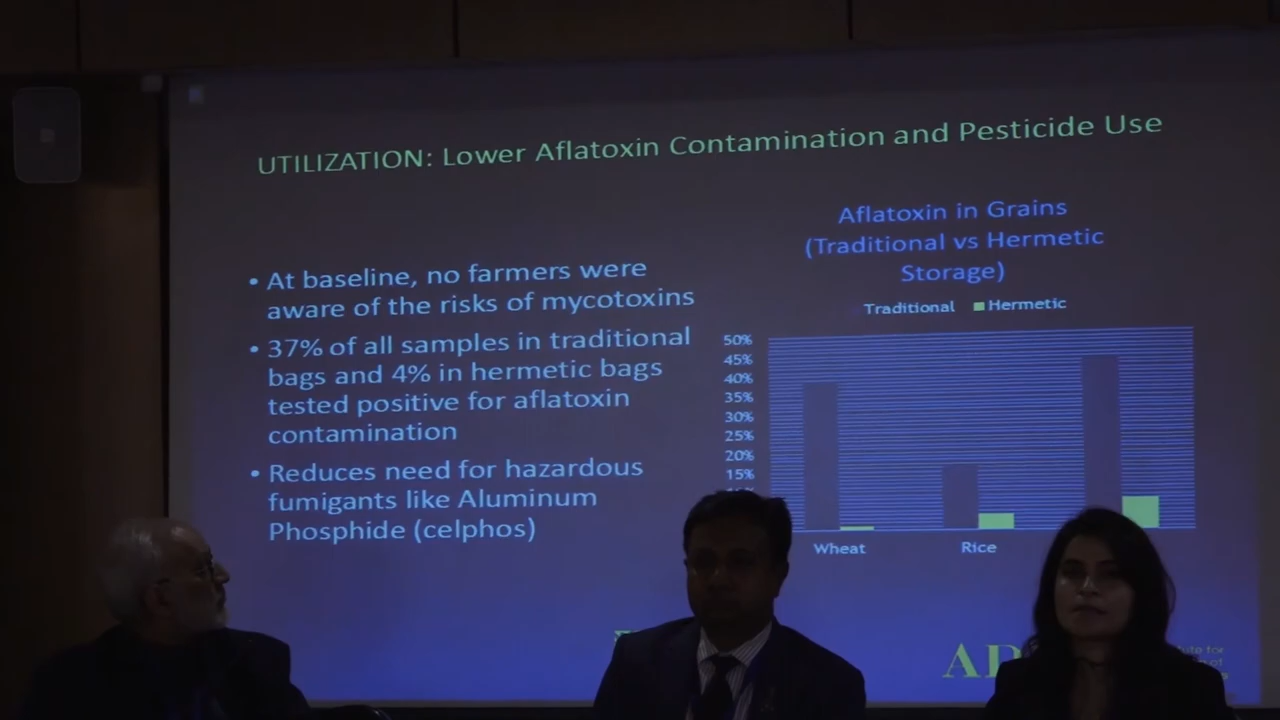 UTILIZATION: Lower Aflatoxin Contamination and Pesticide Use
• At baseline, no farmers were
aware of the risks of mycotoxins
• 37% of all samples in traditional
bags and 4% in hermetic bags
tested positive for aflatoxin
contamination
• Reduces need for hazardous
fumigants like Aluminum
Phosphide (celphos)
Aflatoxin in Grains
(Traditional vs Hermetic
Storage)
Traditional Hermetic
50%
45%
40%
35%
30%
25%
20%
15%
Wheat Rice